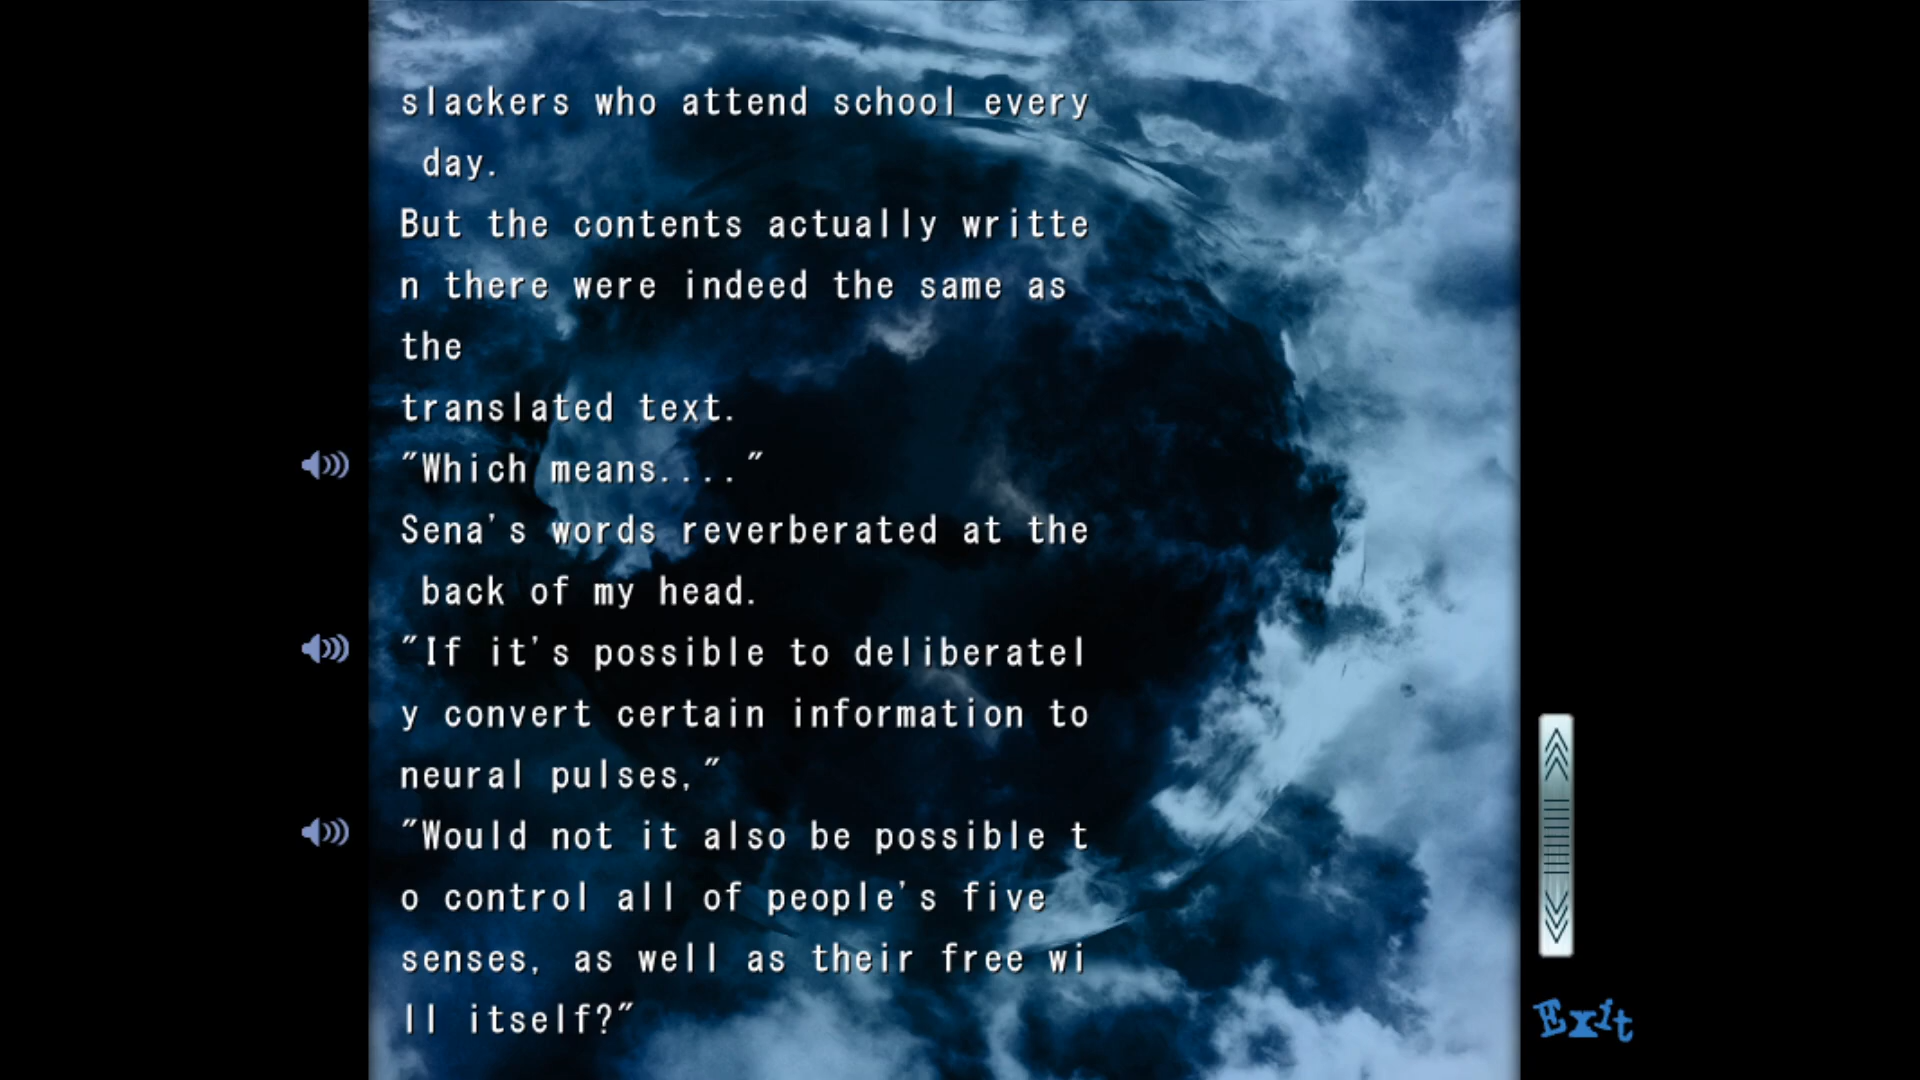 slackers who attend school every
 day.
But the contents actually writte
n there were indeed the same as
the
translated text.
"Which means...."
Sena's words reverberated at the
 back of my head.
"If it's possible to deliberatel
y convert certain information to
neural pulses,"
"Would not it also be possible t
o control all of people's five
senses, as well as their free wi
ll itself?"
Exit